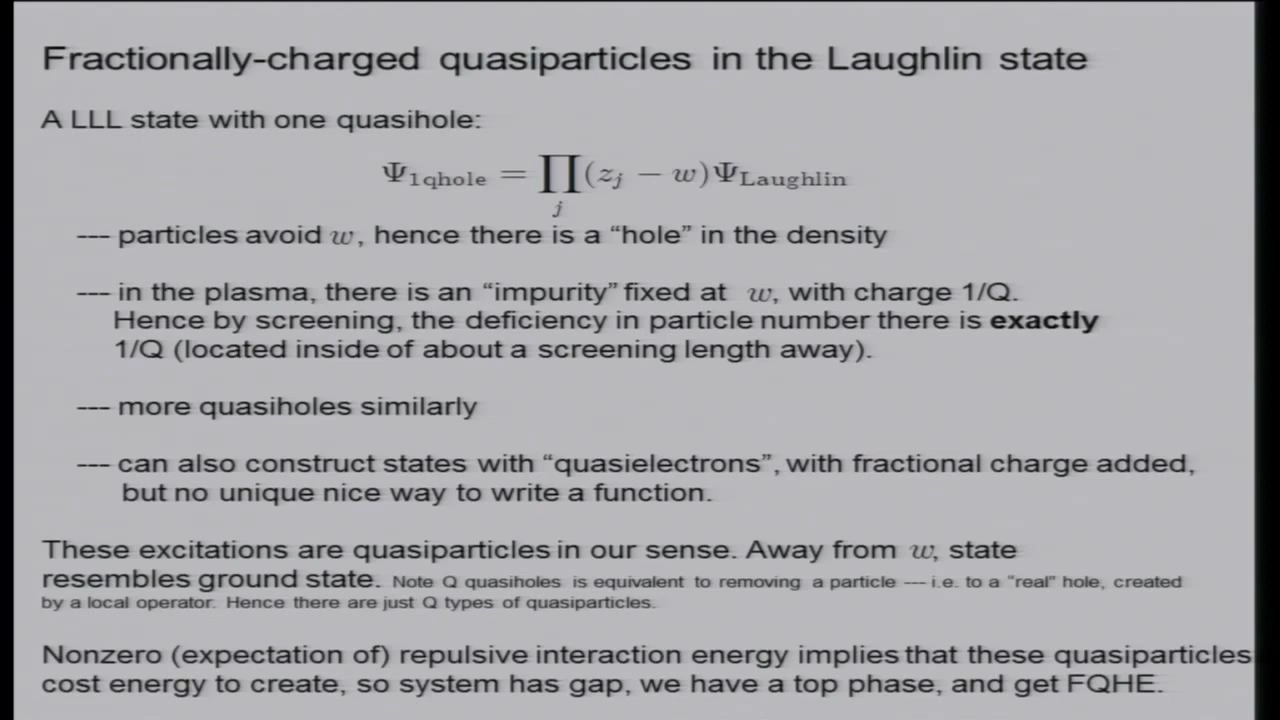 Fractionally-charged quasiparticles in the Laughlin state
A LLL state with one quasihole:
Ψ_{1qhole} = ∏_j (z_j − w)Ψ_{Laughlin}
--- particles avoid w, hence there is a “hole” in the density
--- in the plasma, there is an “impurity” fixed at w, with charge 1/Q.
Hence by screening, the deficiency in particle number there is exactly
1/Q (located inside of about a screening length away).
--- more quasiholes similarly
--- can also construct states with “quasielectrons”, with fractional charge added,
but no unique nice way to write a function.
These excitations are quasiparticles in our sense. Away from w, state
resembles ground state. Note Q quasiholes is equivalent to removing a particle --- i.e. to a “real” hole, created
by a local operator. Hence there are just Q types of quasiparticles.
Nonzero (expectation of) repulsive interaction energy implies that these quasiparticles
cost energy to create, so system has gap, we have a top phase, and get FQHE.